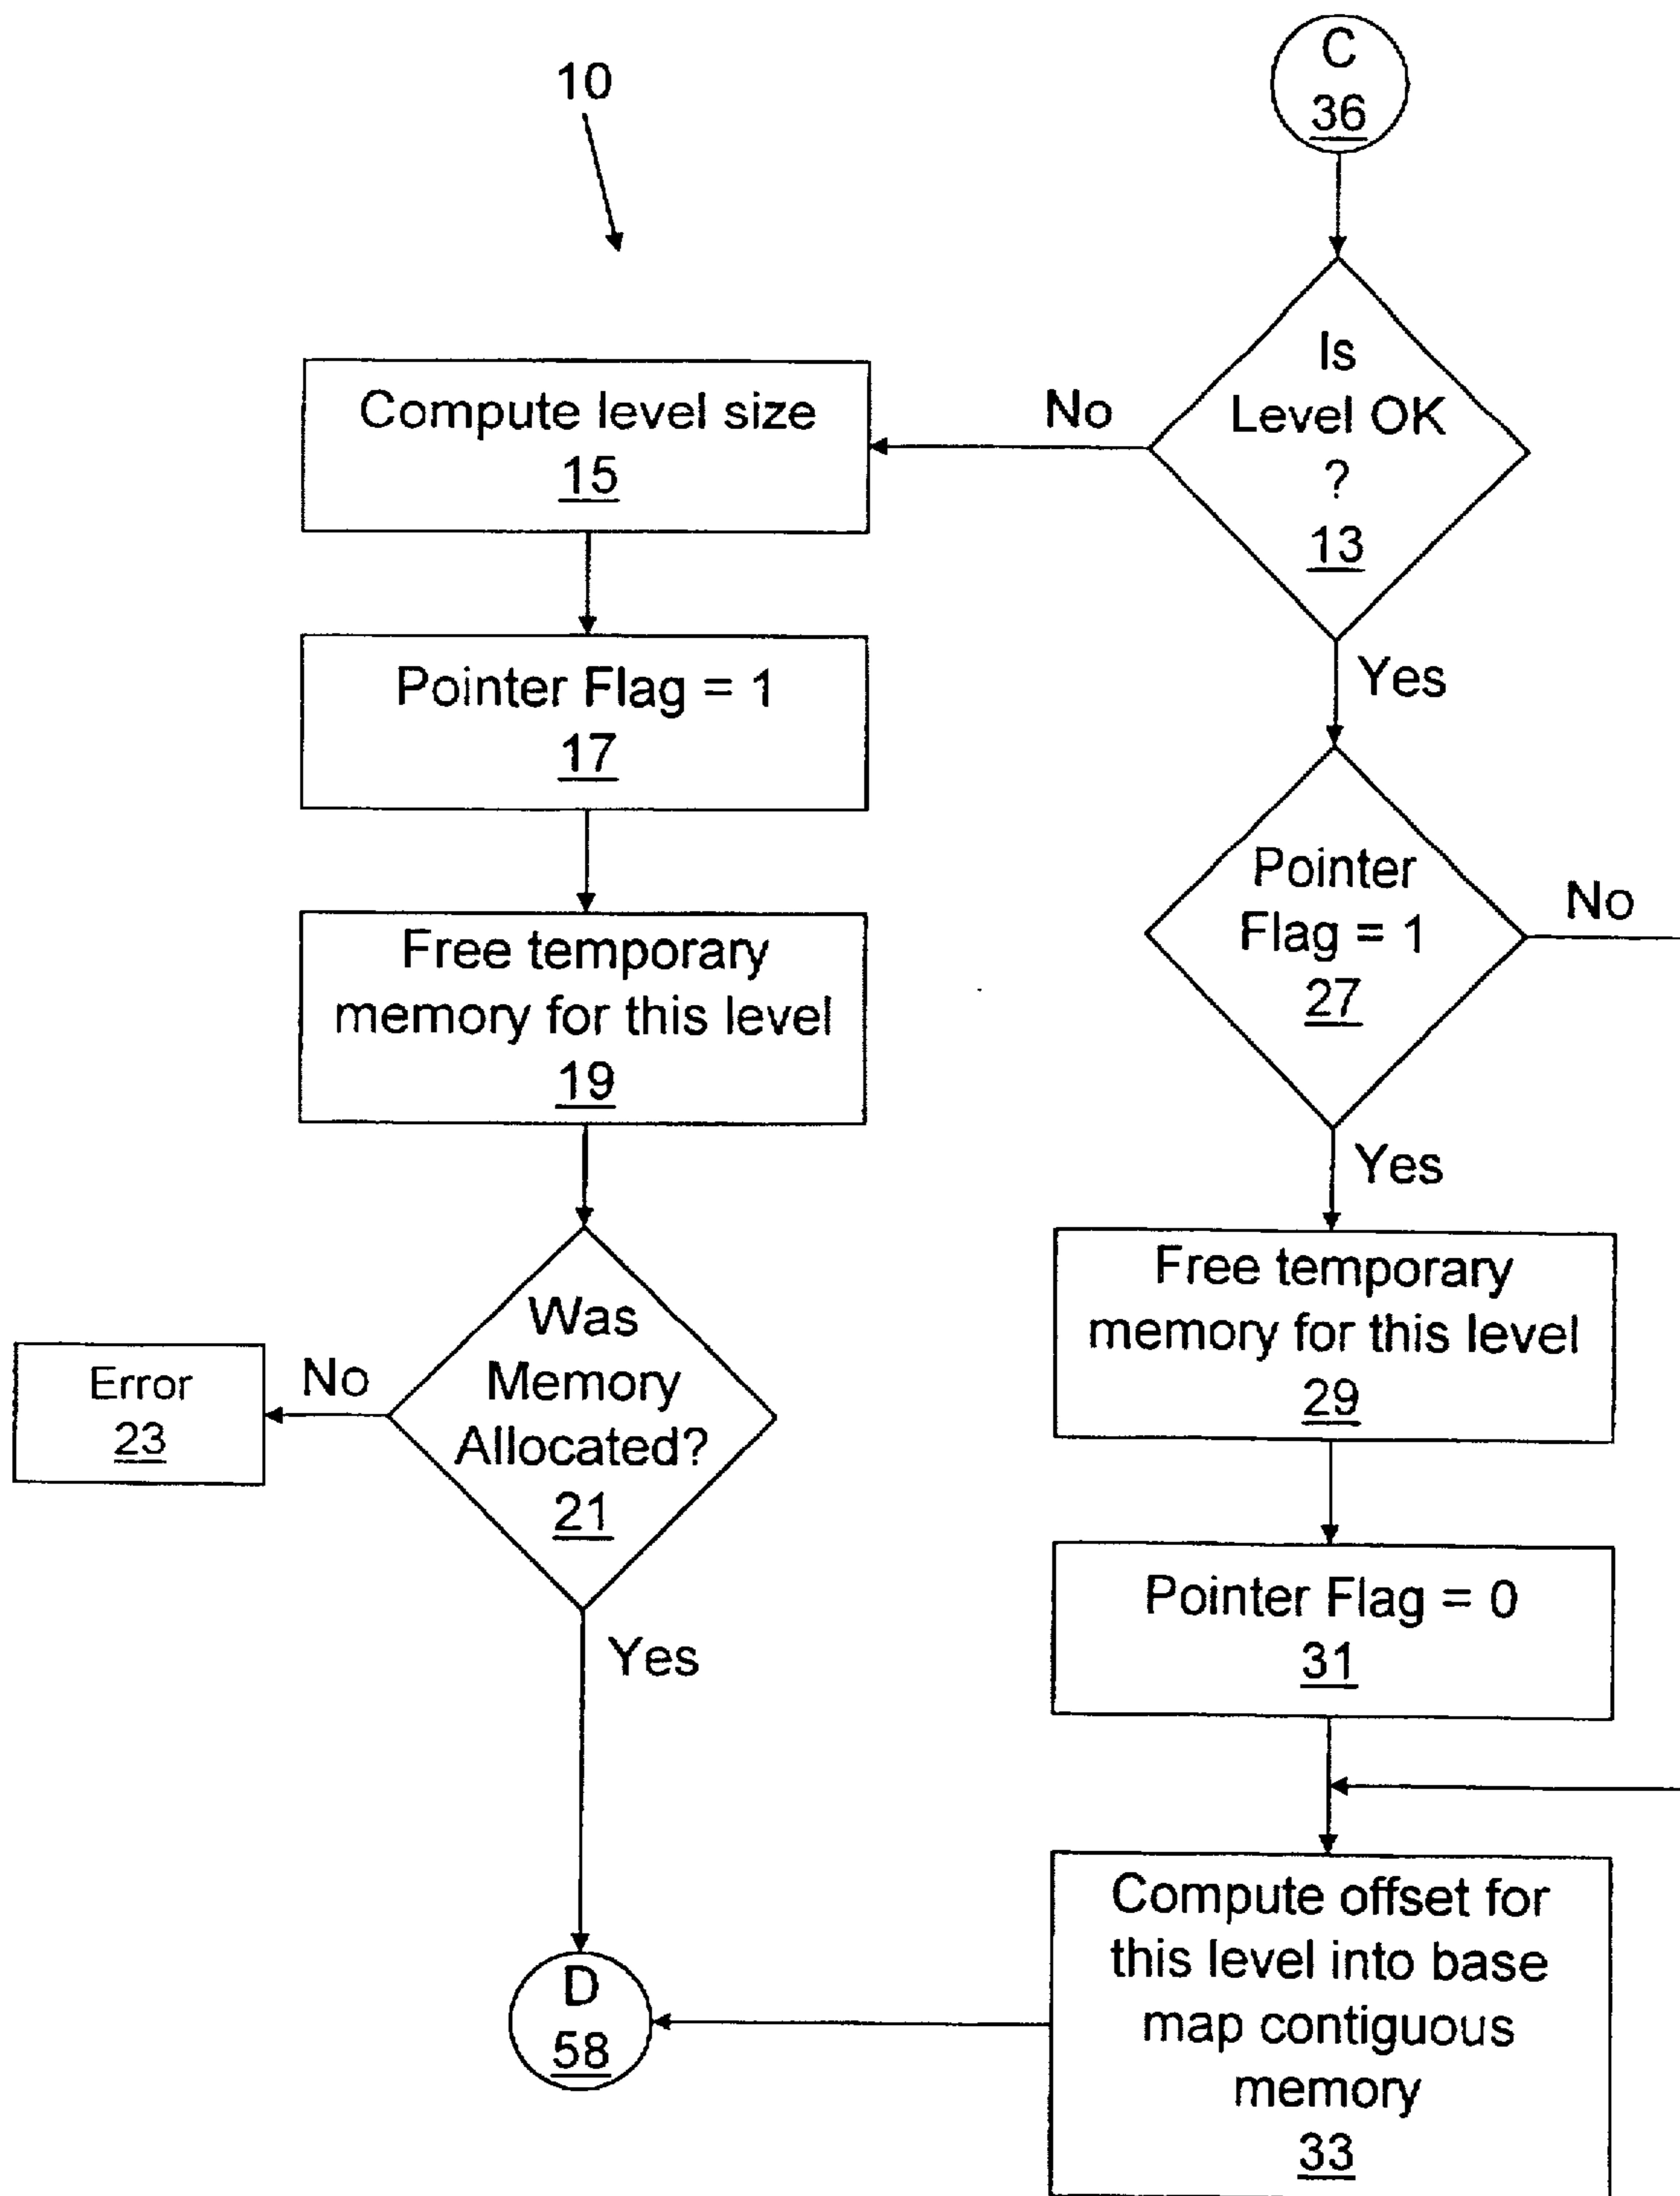 10
C
36
Is
Level OK
?
13
No
Compute level size
15
Yes
Pointer Flag = 1
17
Pointer
Flag = 1
27
No
Free temporary
memory for this level
19
Yes
Free temporary
memory for this level
29
Was
Memory
Allocated?
21
No
Error
23
Pointer Flag = 0
31
Yes
Compute offset for
this level into base
map contiguous
memory
33
D
58